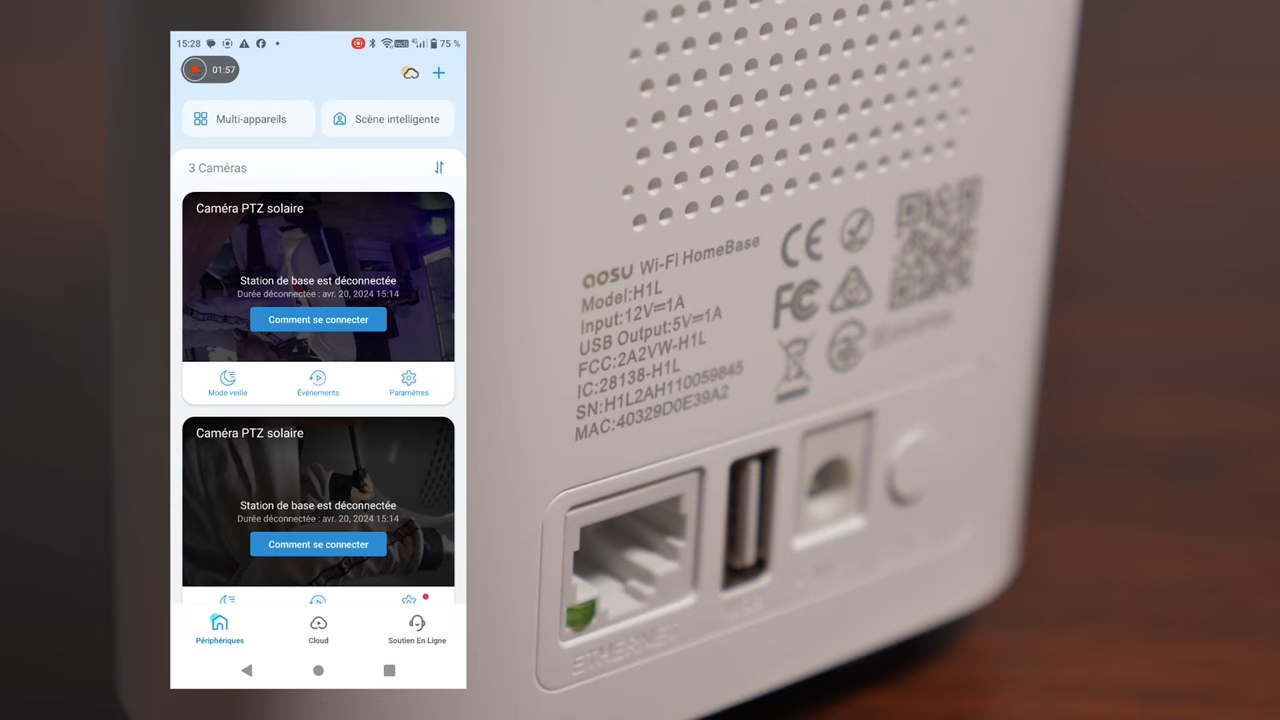 15:28
75 %
01:57
Multi-appareils
Scène intelligente
3 Caméras
Caméra PTZ solaire
Station de base est déconnectée
Durée déconnectée : avr. 20, 2024 15:14
Comment se connecter
Mode veille
Événements
Paramètres
Caméra PTZ solaire
Station de base est déconnectée
Durée déconnectée : avr. 20, 2024 15:14
Comment se connecter
Périphériques
Cloud
Soutien En Ligne
aosu Wi-Fi HomeBase
Model:H1L
Input:12V⎓1A
USB Output:5V⎓1A
FCC:2A2VW-H1L
IC:28138-H1L
SN:H1L2AH110059845
MAC:40329D0E39A2
CE
FC
ETHERNET
USB